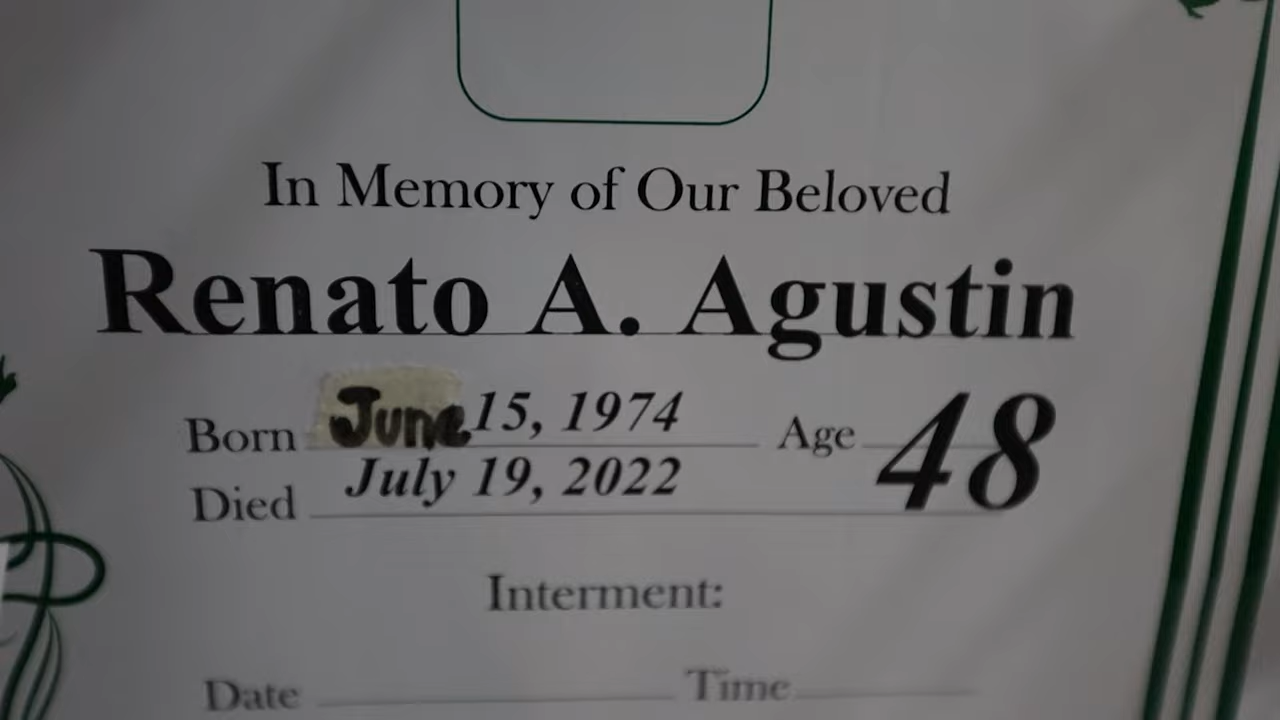 In Memory of Our Beloved
Renato A. Agustin
Born June 15, 1974 Age 48
Died July 19, 2022
Interment:
Date Time